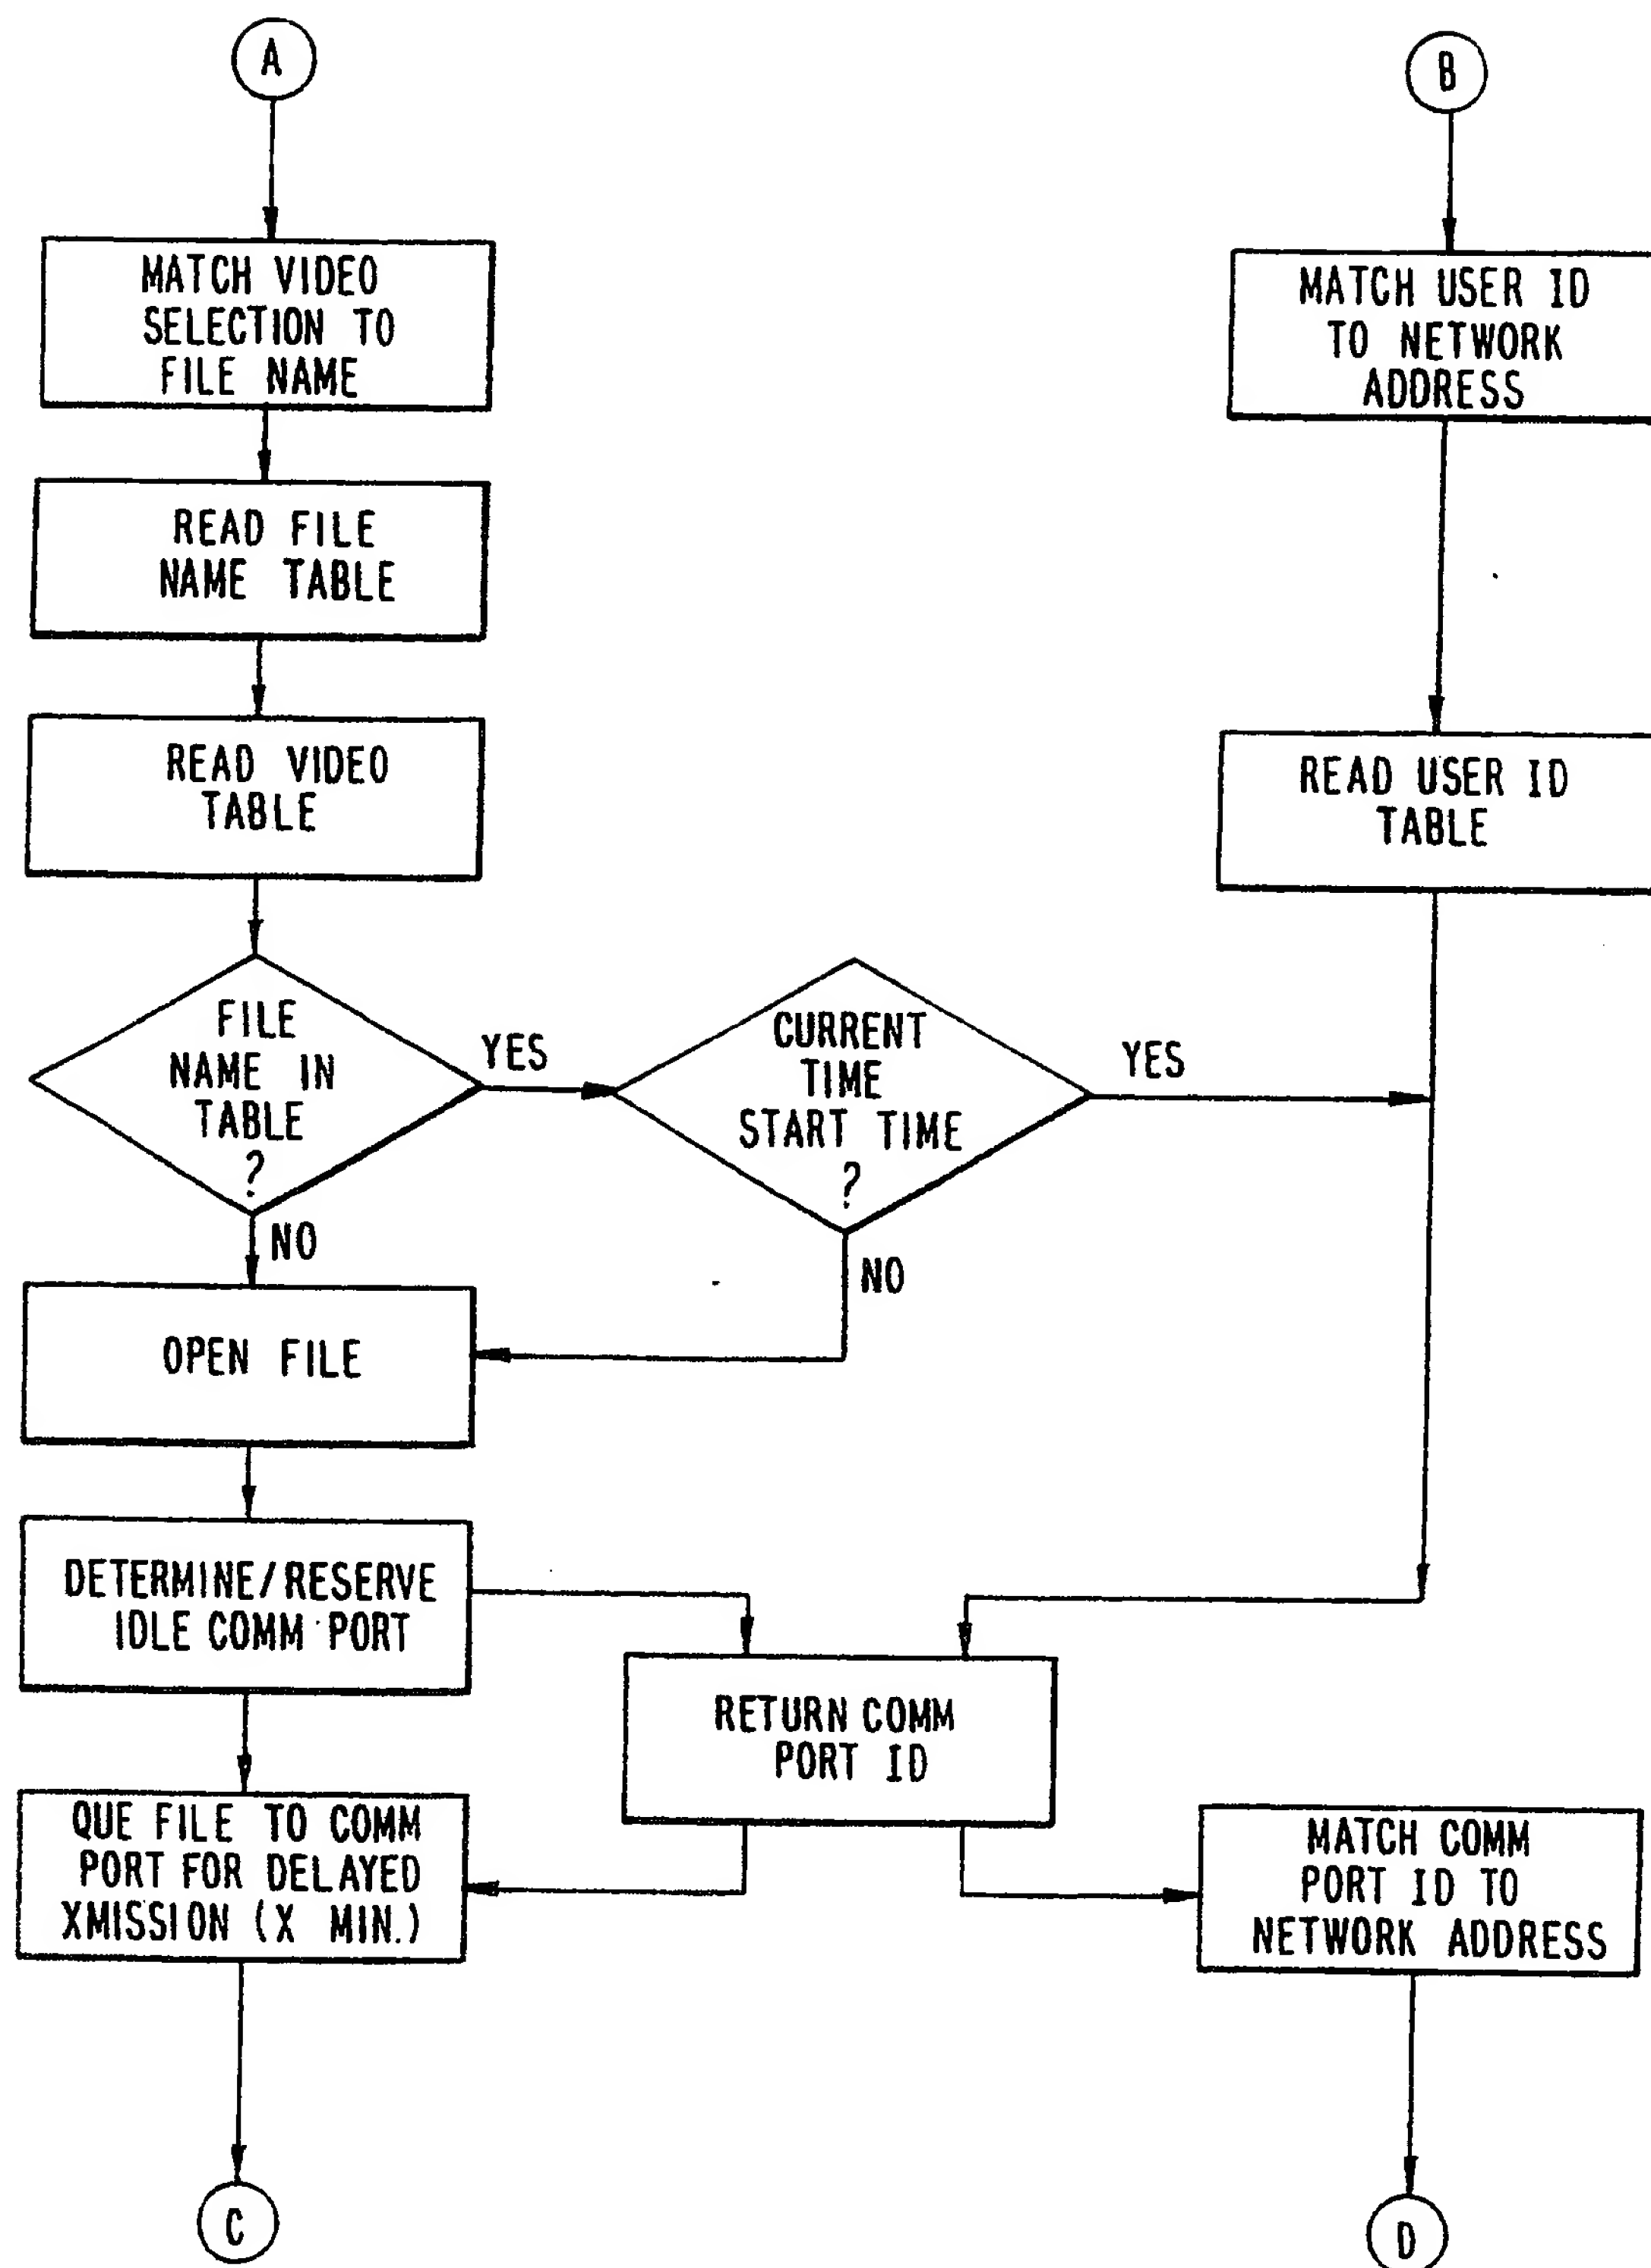 A
B
MATCH VIDEO
SELECTION TO
FILE NAME
MATCH USER ID
TO NETWORK
ADDRESS
READ FILE
NAME TABLE
READ VIDEO
TABLE
READ USER ID
TABLE
FILE
NAME IN
TABLE
?
YES
CURRENT
TIME
START TIME
?
YES
NO
NO
OPEN FILE
DETERMINE/RESERVE
IDLE COMM PORT
RETURN COMM
PORT ID
QUE FILE TO COMM
PORT FOR DELAYED
XMISSION (X MIN.)
MATCH COMM
PORT ID TO
NETWORK ADDRESS
C
D